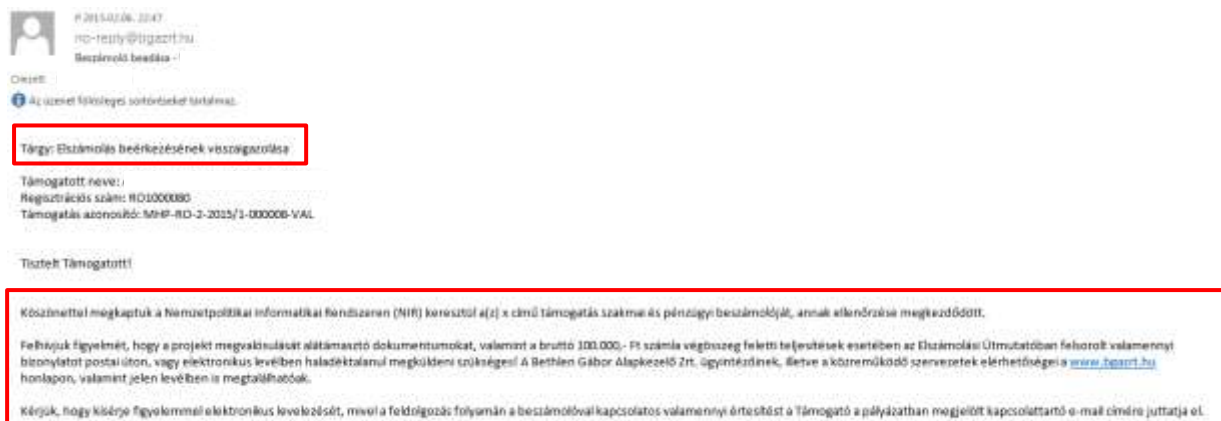 P 2015-02-06. 22:47
no-reply@bgazrt.hu
Beszámoló beadása -
Címzett
Az üzenet fölösleges sortöréseket tartalmaz.
Tárgy: Elszámolás beérkezésének visszaigazolása
Támogatott neve:
Regisztrációs szám: RO1000080
Támogatás azonosító: MHP-RO-2-2015/1-000008-VAL
Tisztelt Támogatott!
Köszönettel megkaptuk a Nemzetpolitikai Informatikai Rendszeren (NIR) keresztül a(z) x című támogatás szakmai és pénzügyi beszámolóját, annak ellenőrzése megkezdődött.
Felhívjuk figyelmét, hogy a projekt megvalósulását alátámasztó dokumentumokat, valamint a bruttó 100.000,- Ft számla végösszeg feletti teljesítések esetében az Elszámolási Útmutatóban felsorolt valamennyi
bizonylatot postai úton, vagy elektronikus levélben haladéktalanul megküldeni szükséges! A Bethlen Gábor Alapkezelő Zrt. ügyintézőinek, illetve a közreműködő szervezetek elérhetőségei a www.bgazrt.hu
honlapon, valamint jelen levélben is megtalálhatóak.
Kérjük, hogy kísérje figyelemmel elektronikus levelezését, mivel a feldolgozás folyamán a beszámolóval kapcsolatos valamennyi értesítést a Támogató a pályázatban megjelölt kapcsolattartó e-mail címére juttatja el.